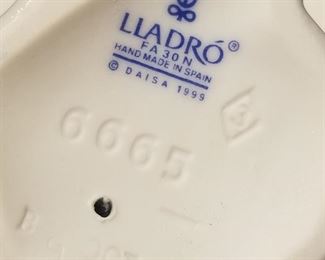 LLADRÓ®
FA30N
HAND MADE IN SPAIN
© DAISA 1999
6665